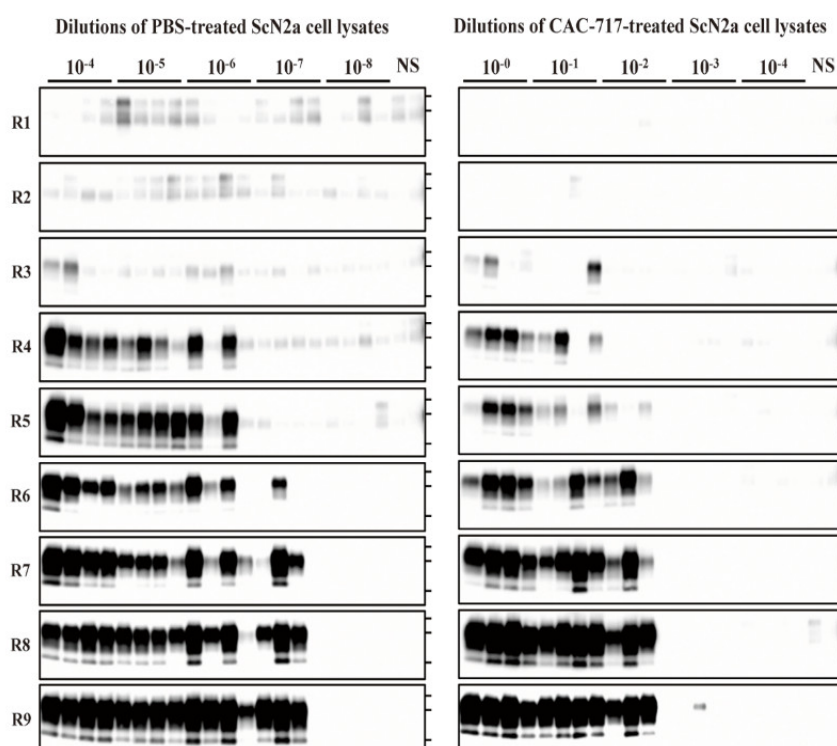 Dilutions of PBS-treated ScN2a cell lysates
Dilutions of CAC-717-treated ScN2a cell lysates
10-4 10-5 10-6 10-7 10-8 NS
10-0 10-1 10-2 10-3 10-4 NS
R1
R2
R3
R4
R5
R6
R7
R8
R9